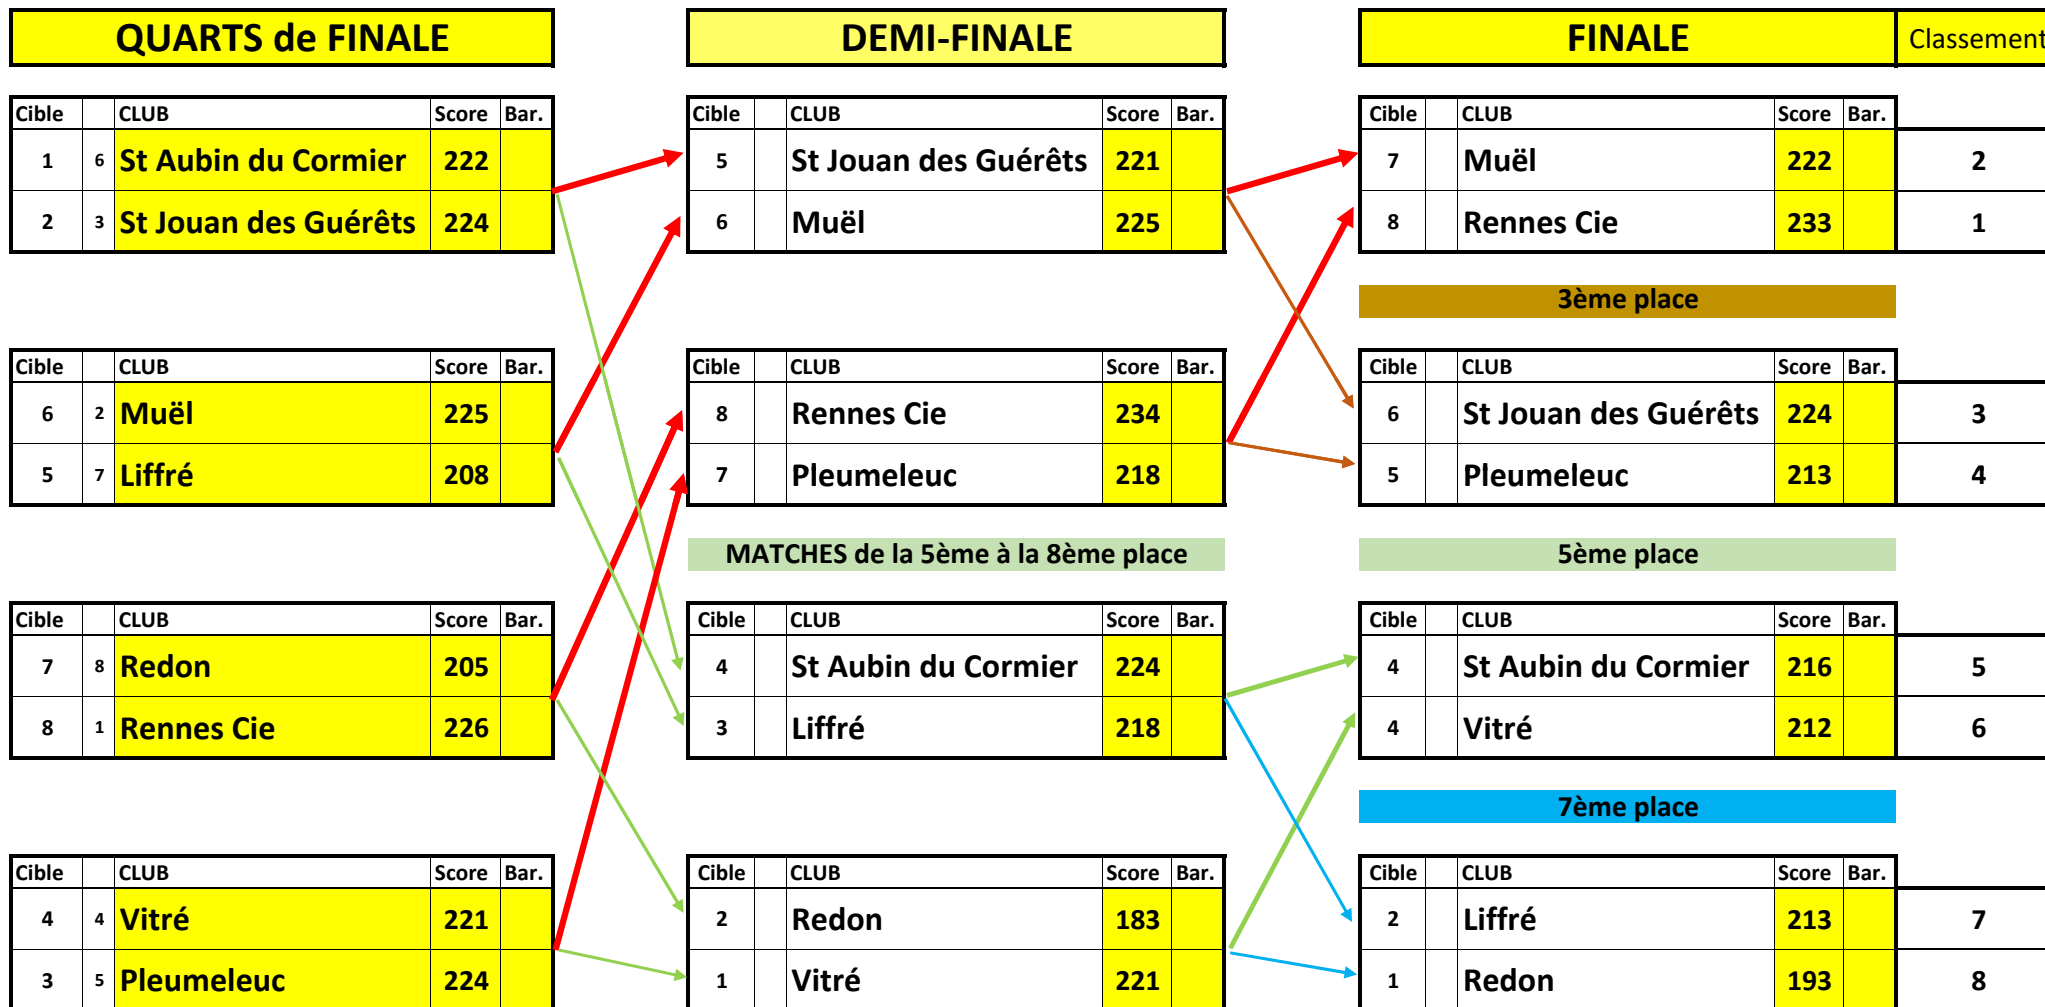 QUARTS de FINALE DEMI-FINALE FINALE Classement
Cible CLUB Score Bar. Cible CLUB Score Bar. Cible CLUB Score Bar.
1 6 St Aubin du Cormier 222 5 St Jouan des Guérêts 221 7 Muël 222 2
2 3 St Jouan des Guérêts 224 6 Muël 225 8 Rennes Cie 233 1
3ème place
Cible CLUB Score Bar. Cible CLUB Score Bar. Cible CLUB Score Bar.
6 2 Muël 225 8 Rennes Cie 234 6 St Jouan des Guérêts 224 3
5 7 Liffré 208 7 Pleumeleuc 218 5 Pleumeleuc 213 4
MATCHES de la 5ème à la 8ème place 5ème place
Cible CLUB Score Bar. Cible CLUB Score Bar. Cible CLUB Score Bar.
7 8 Redon 205 4 St Aubin du Cormier 224 4 St Aubin du Cormier 216 5
8 1 Rennes Cie 226 3 Liffré 218 4 Vitré 212 6
7ème place
Cible CLUB Score Bar. Cible CLUB Score Bar. Cible CLUB Score Bar.
4 4 Vitré 221 2 Redon 183 2 Liffré 213 7
3 5 Pleumeleuc 224 1 Vitré 221 1 Redon 193 8